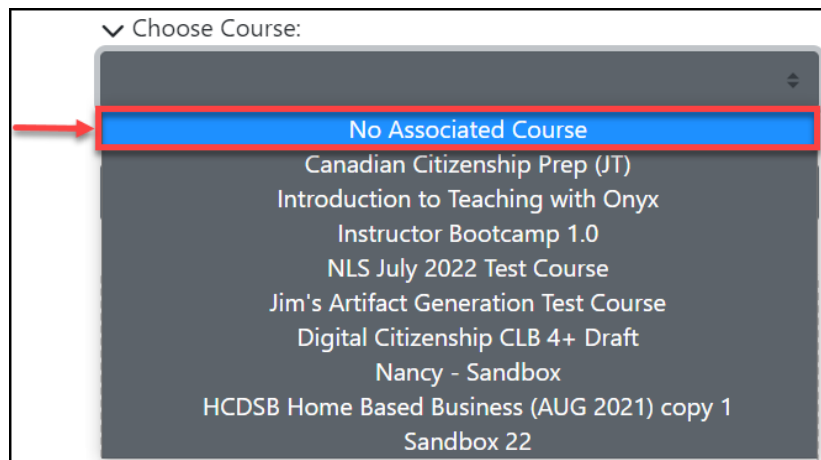 Choose Course:
No Associated Course
Canadian Citizenship Prep (JT)
Introduction to Teaching with Onyx
Instructor Bootcamp 1.0
NLS July 2022 Test Course
Jim's Artifact Generation Test Course
Digital Citizenship CLB 4+ Draft
Nancy - Sandbox
HCDSB Home Based Business (AUG 2021) copy 1
Sandbox 22